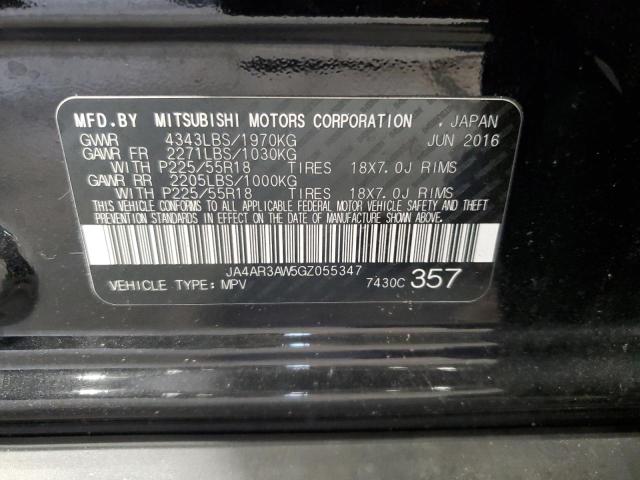 MFD.BY MITSUBISHI MOTORS CORPORATION . JAPAN
GVWR 4343LBS/1970KG JUN 2016
GAWR FR 2271LBS/1030KG
WITH P225/55R18 TIRES 18X7.0J RIMS
GAWR RR 2205LBS/1000KG
WITH P225/55R18 TIRES 18X7.0J RIMS
THIS VEHICLE CONFORMS TO ALL APPLICABLE FEDERAL MOTOR VEHICLE SAFETY AND THEFT
PREVENTION STANDARDS IN EFFECT ON THE DATE OF MANUFACTURE SHOWN ABOVE.
JA4AR3AW5GZ055347
VEHICLE TYPE:MPV 7430C 357